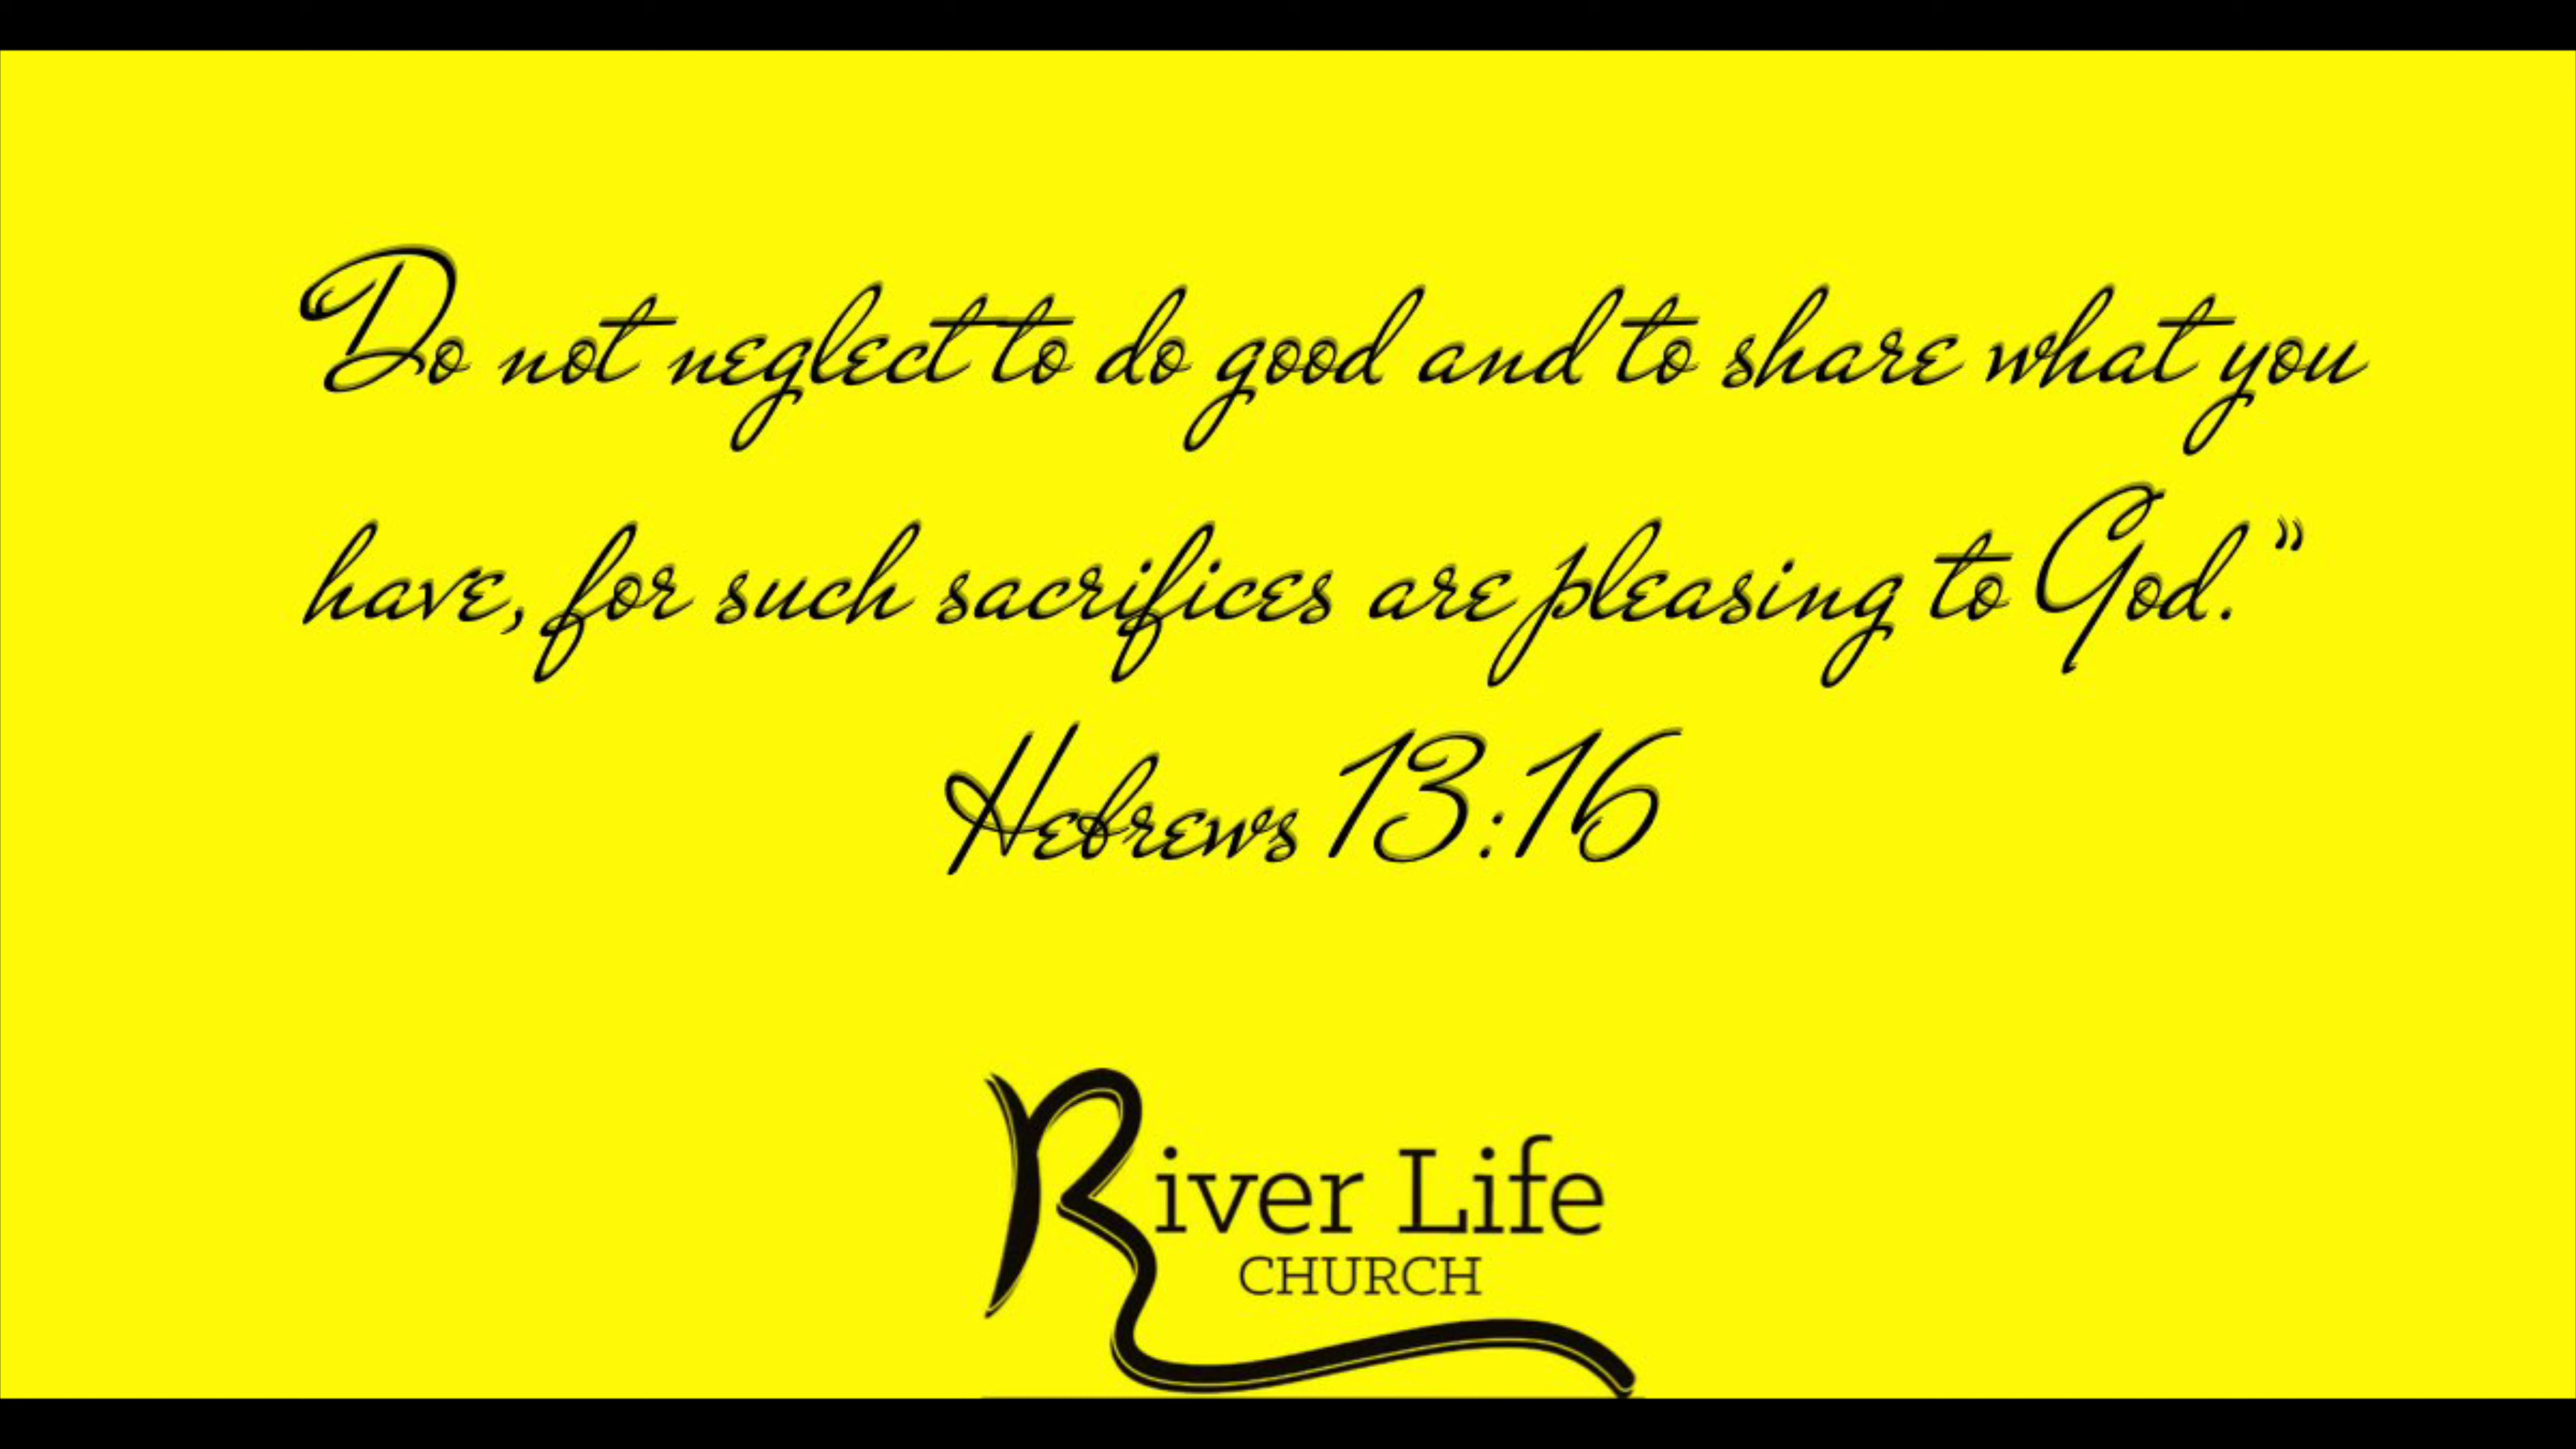 Do not neglect to do good and to share what you
have, for such sacrifices are pleasing to God.”
Hebrews 13:16
River Life
CHURCH